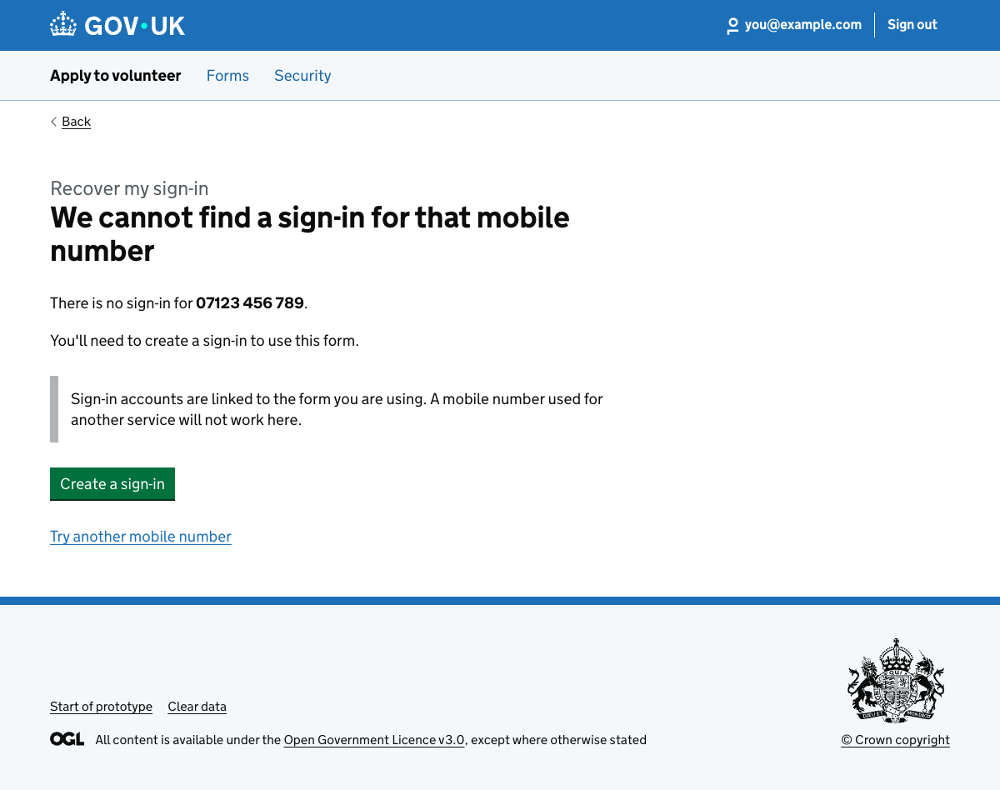 GOV·UK
you@example.com
Sign out
Apply to volunteer
Forms
Security
Back
Recover my sign-in
We cannot find a sign-in for that mobile
number
There is no sign-in for 07123 456 789.
You'll need to create a sign-in to use this form.
Sign-in accounts are linked to the form you are using. A mobile number used for
another service will not work here.
Create a sign-in
Try another mobile number
Start of prototype
Clear data
OGL All content is available under the Open Government Licence v3.0, except where otherwise stated
© Crown copyright